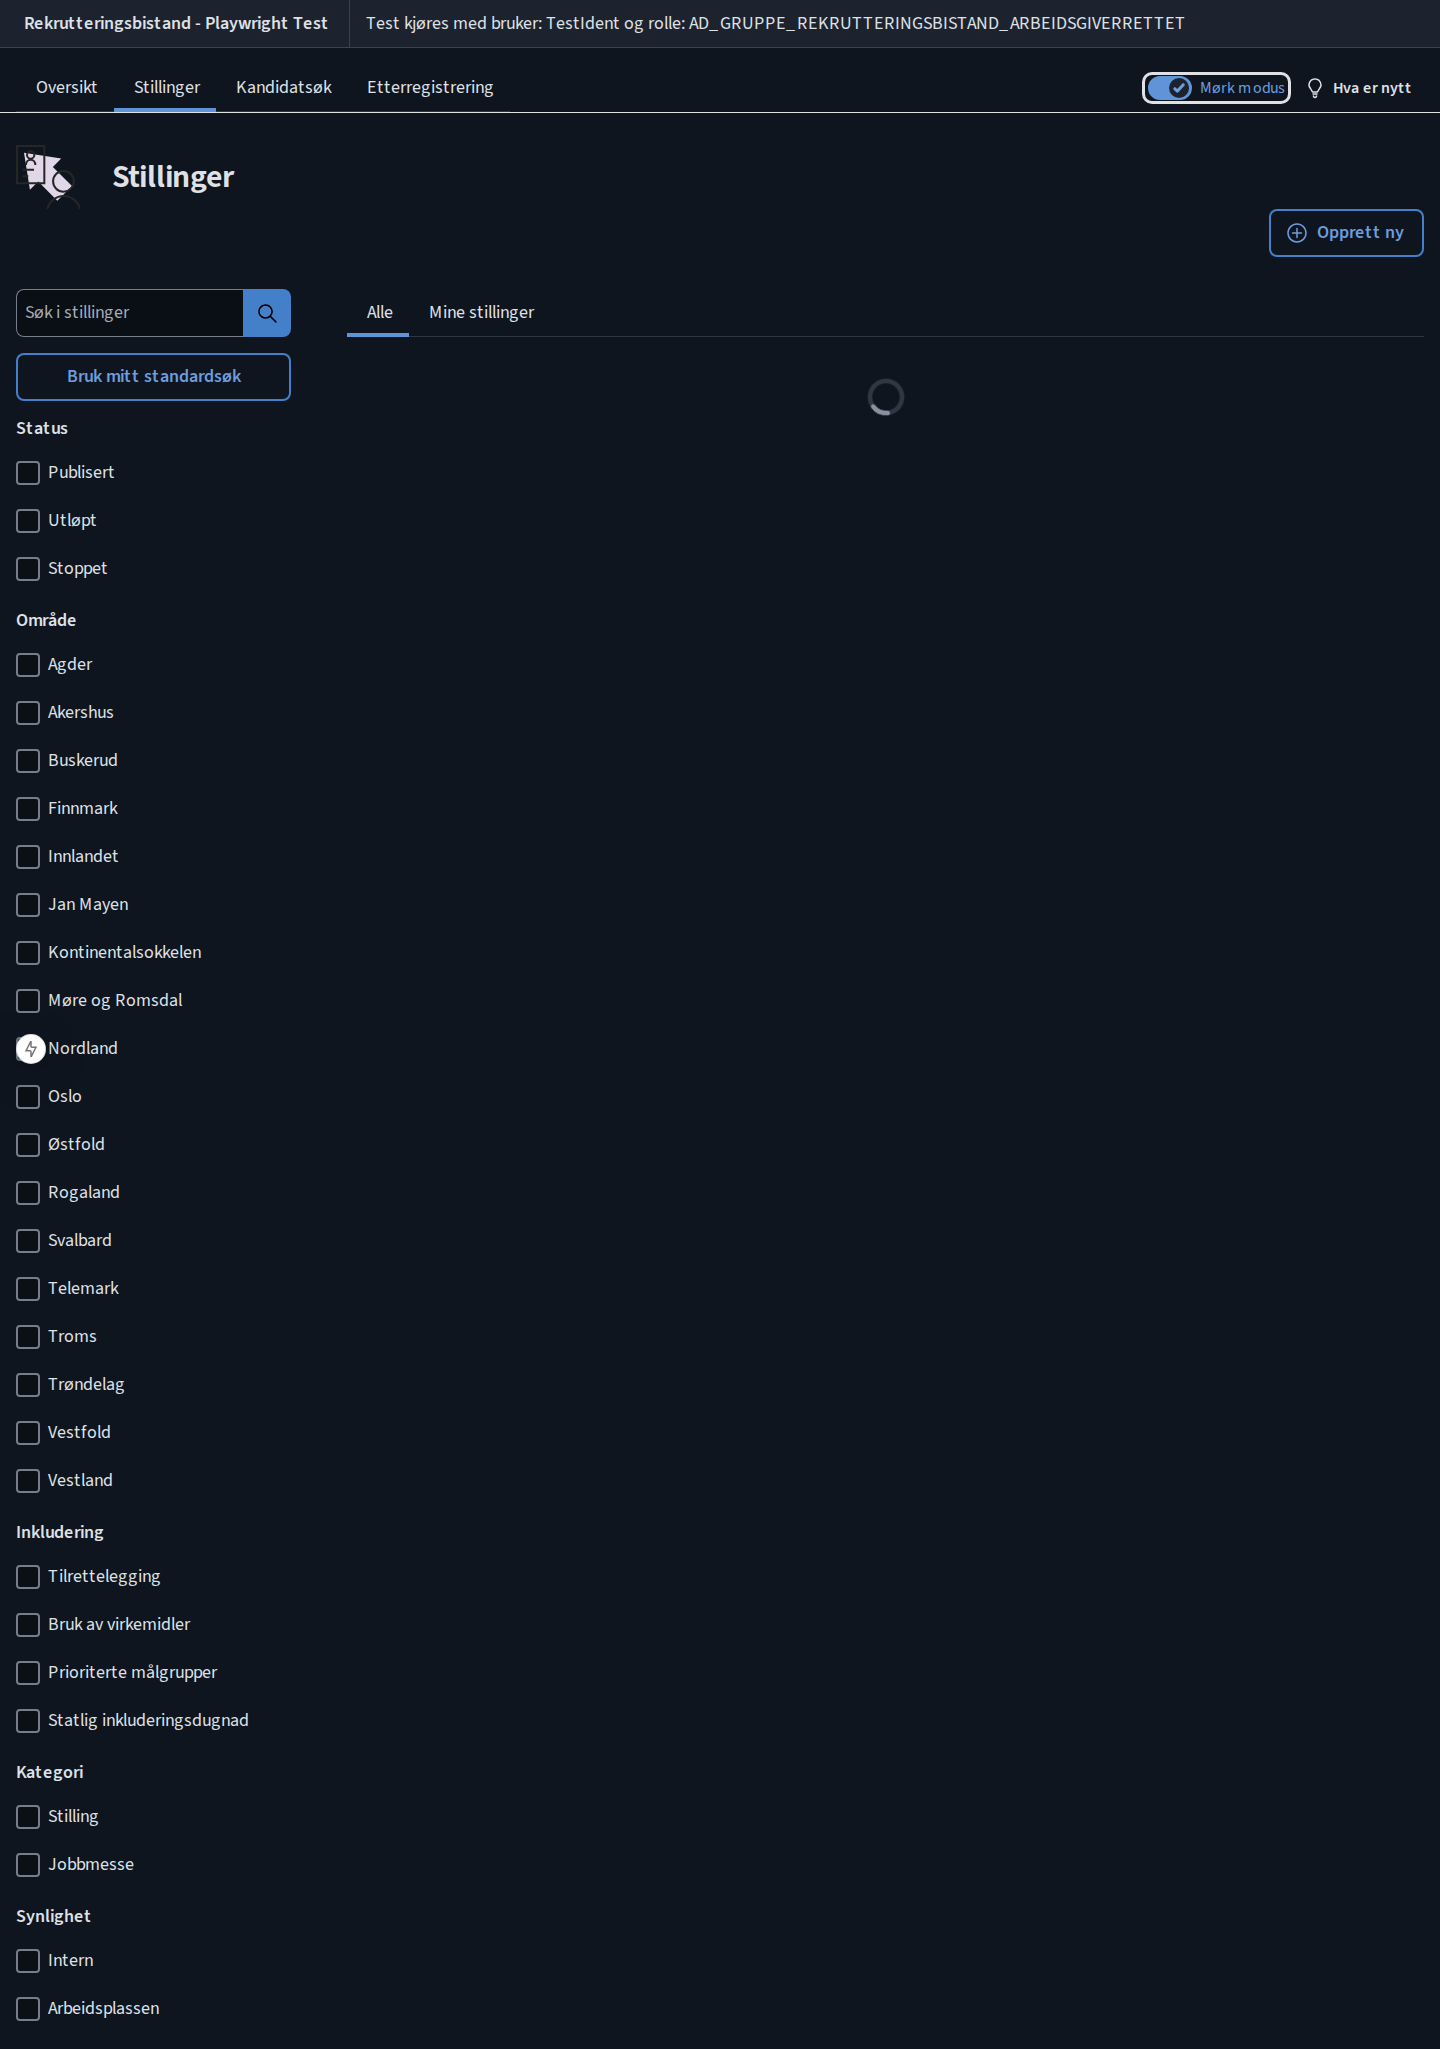 Rekrutteringsbistand - Playwright Test
Test kjøres med bruker: TestIdent og rolle: AD_GRUPPE_REKRUTTERINGSBISTAND_ARBEIDSGIVERRETTET
Oversikt
Stillinger
Kandidatsøk
Etterregistrering
Mørk modus
Hva er nytt
Stillinger
Opprett ny
Søk i stillinger
Alle
Mine stillinger
Bruk mitt standardsøk
Status
Publisert
Utløpt
Stoppet
Område
Agder
Akershus
Buskerud
Finnmark
Innlandet
Jan Mayen
Kontinentalsokkelen
Møre og Romsdal
Nordland
Oslo
Østfold
Rogaland
Svalbard
Telemark
Troms
Trøndelag
Vestfold
Vestland
Inkludering
Tilrettelegging
Bruk av virkemidler
Prioriterte målgrupper
Statlig inkluderingsdugnad
Kategori
Stilling
Jobbmesse
Synlighet
Intern
Arbeidsplassen